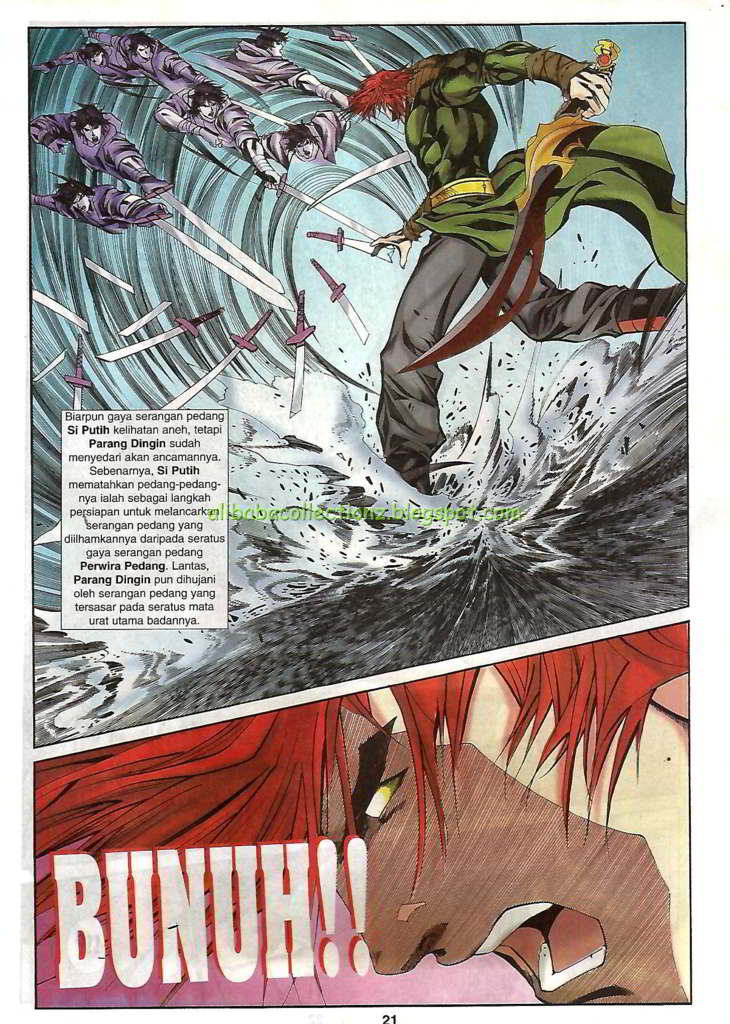 Biarpun gaya serangan pedang
Si Putih kelihatan aneh, tetapi
Parang Dingin sudah
menyedari akan ancamannya.
Sebenarnya, Si Putih
mematahkan pedang-pedang-
nya ialah sebagai langkah
persiapan untuk melancarkan
serangan pedang yang
diilhamkannya daripada seratus
gaya serangan pedang
Perwira Pedang. Lantas,
Parang Dingin pun dihujani
oleh serangan pedang yang
tersasar pada seratus mata
urat utama badannya.
alibabacollectionz.blogspot.com
BUNUH!!
21